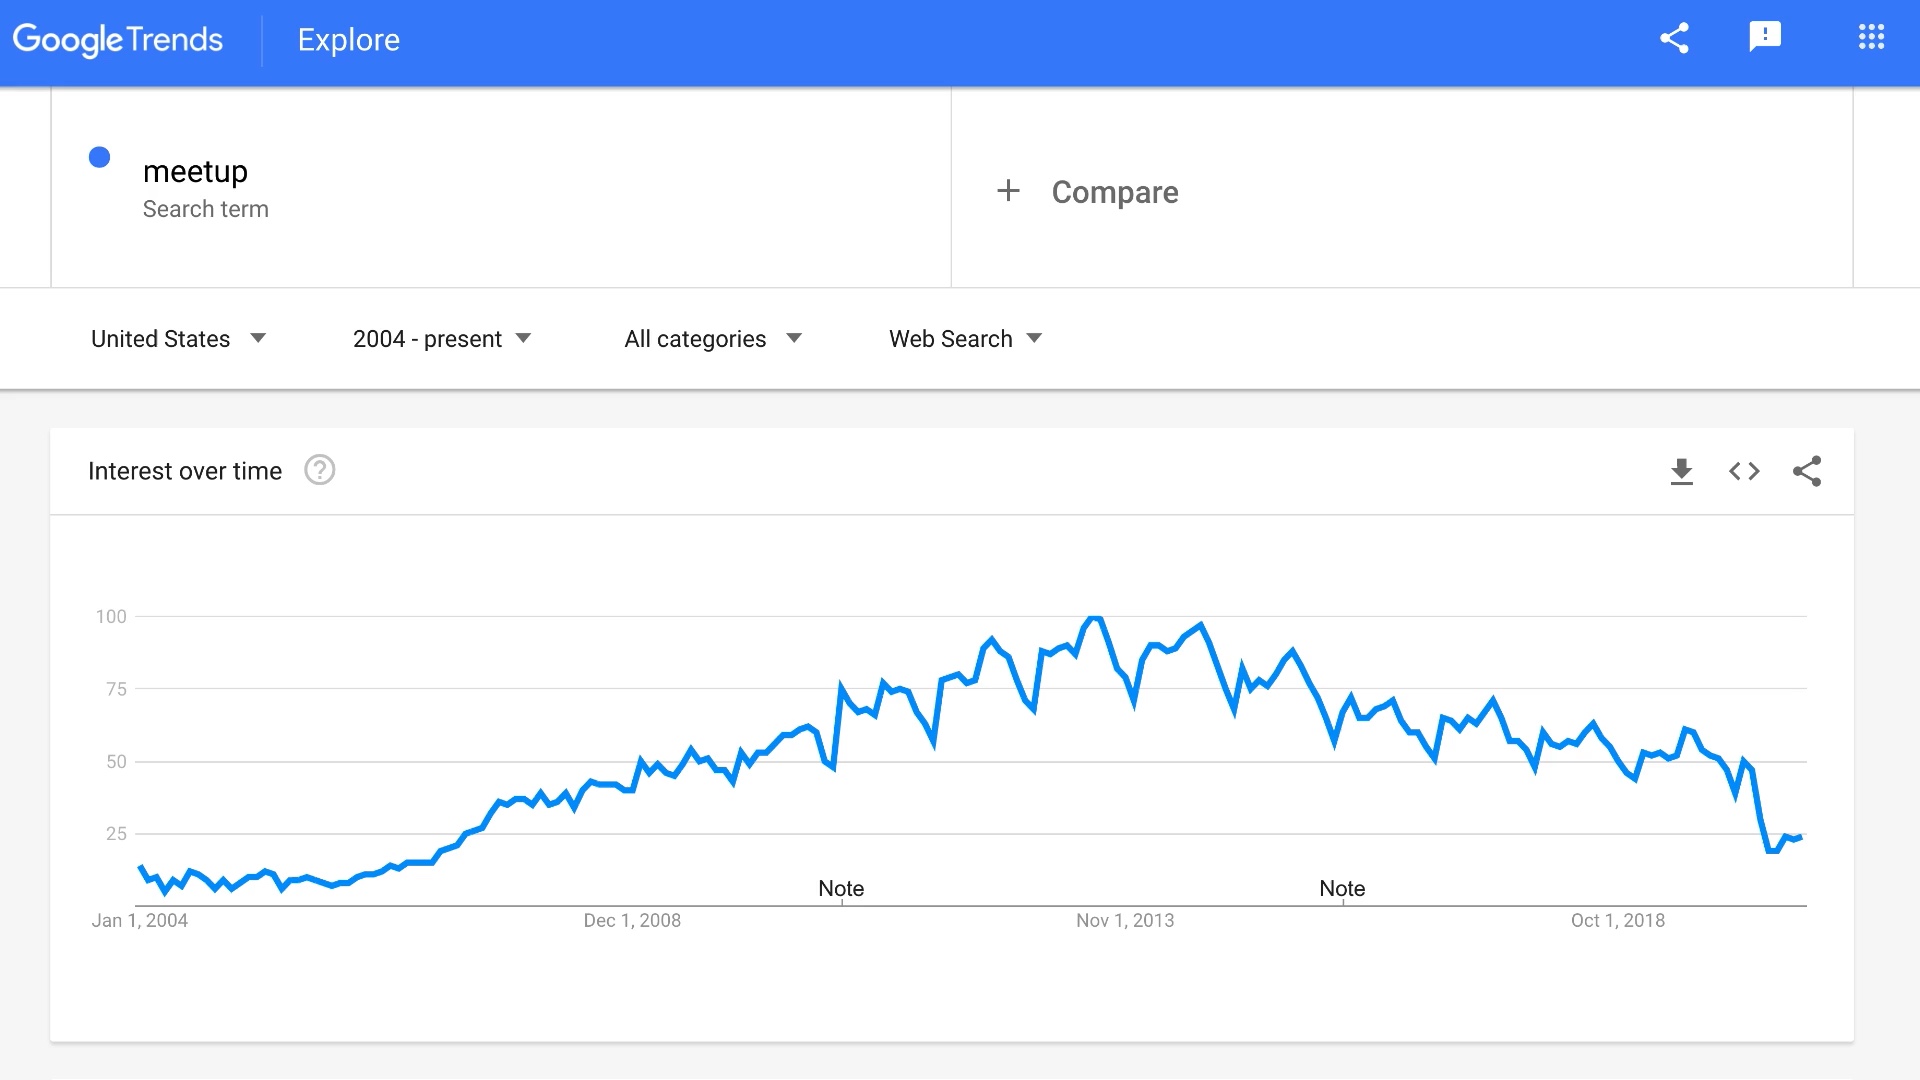 Google Trends Explore
meetup
Search term
+ Compare
United States 2004 - present All categories Web Search
Interest over time ?
100
75
50
25
Note Note
Jan 1, 2004 Dec 1, 2008 Nov 1, 2013 Oct 1, 2018